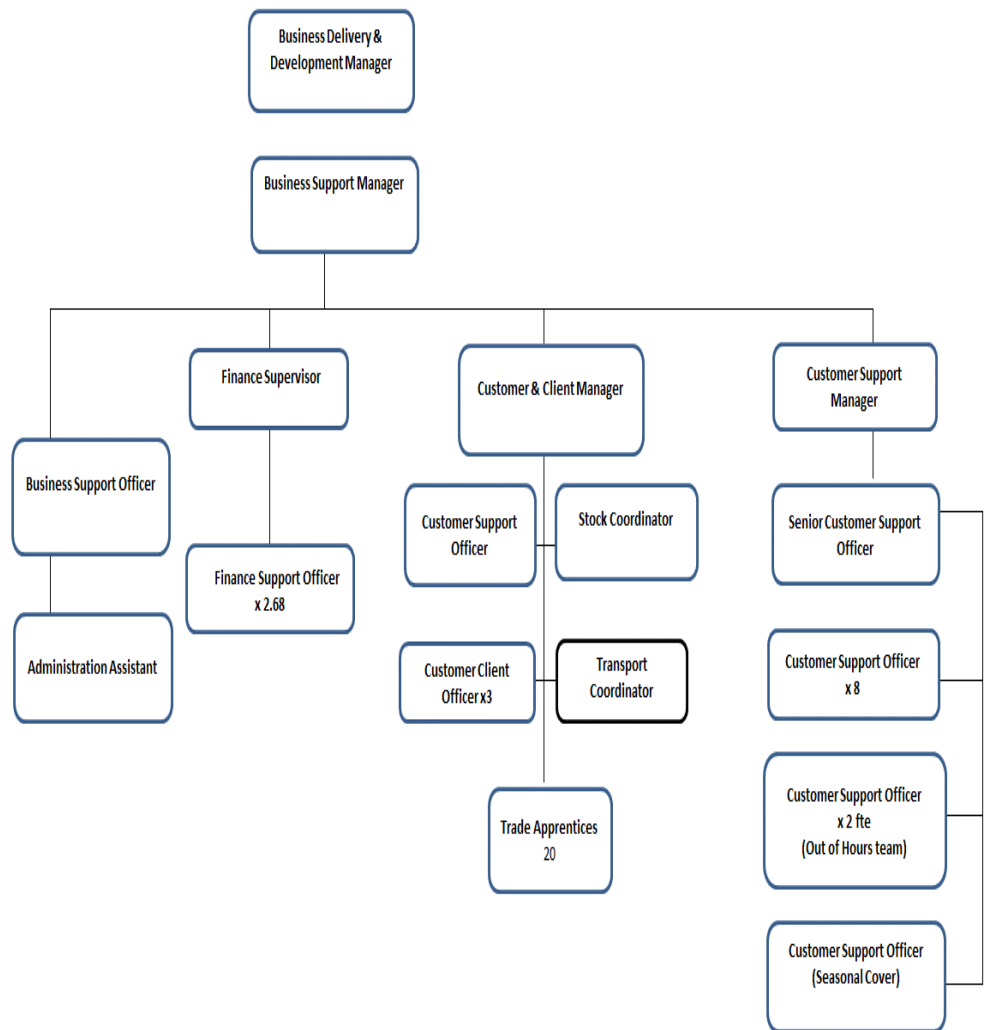 Business Delivery &
Development Manager
Business Support Manager
Finance Supervisor
Customer & Client Manager
Customer Support
Manager
Business Support Officer
Customer Support
Officer
Stock Coordinator
Senior Customer Support
Officer
Finance Support Officer
x 2.68
Administration Assistant
Customer Client
Officer x3
Transport
Coordinator
Customer Support Officer
x 8
Trade Apprentices
20
Customer Support Officer
x 2 fte
(Out of Hours team)
Customer Support Officer
(Seasonal Cover)